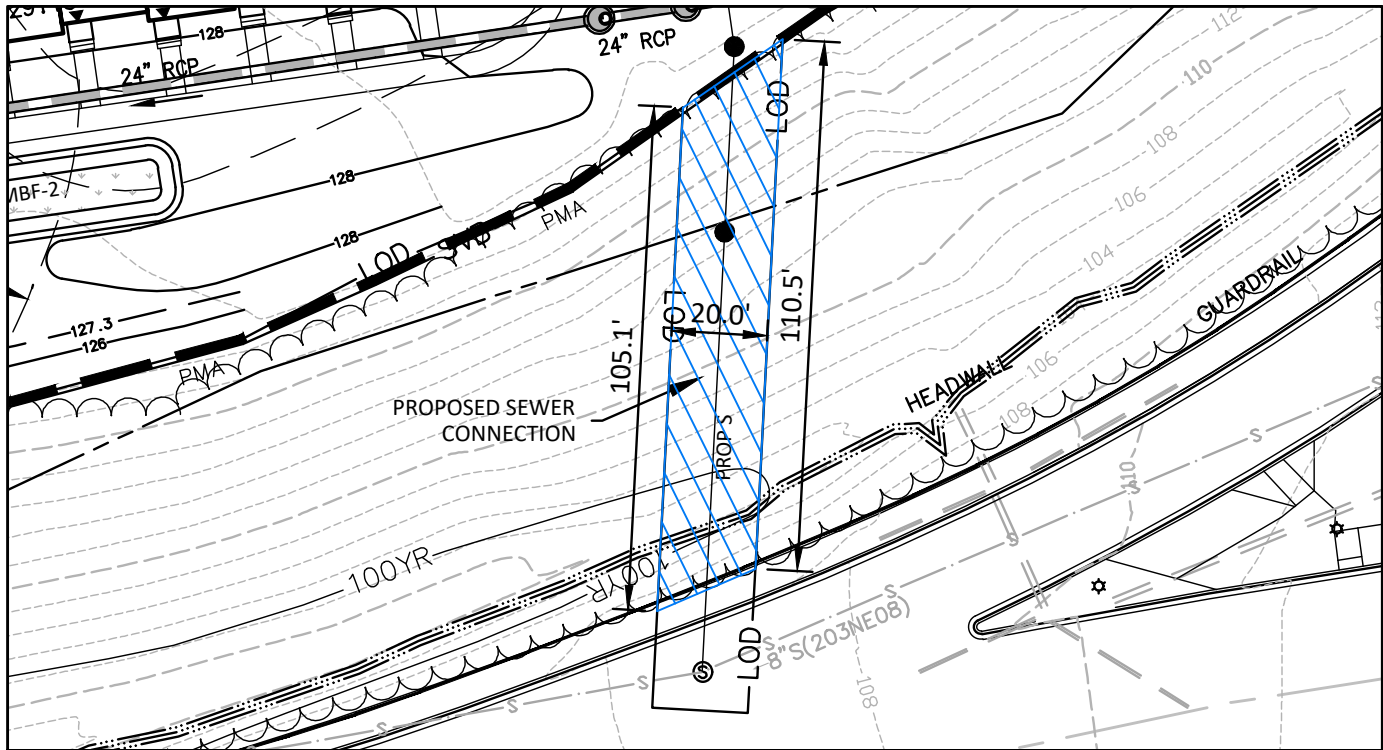 128
24" RCP
24" RCP
112
110
108
106
104
MBF-2
128
128
LOD
PMA
LOD
127.3
126
PMA
LOD
20.0'
105.1'
110.5'
PROPOSED SEWER
CONNECTION
PROP S
GUARDRAIL
HEADWALL
106
108
110
100YR
100YR
S
S
S
S
S
S
S
S
8"S(203NE08)
LOD
108
108